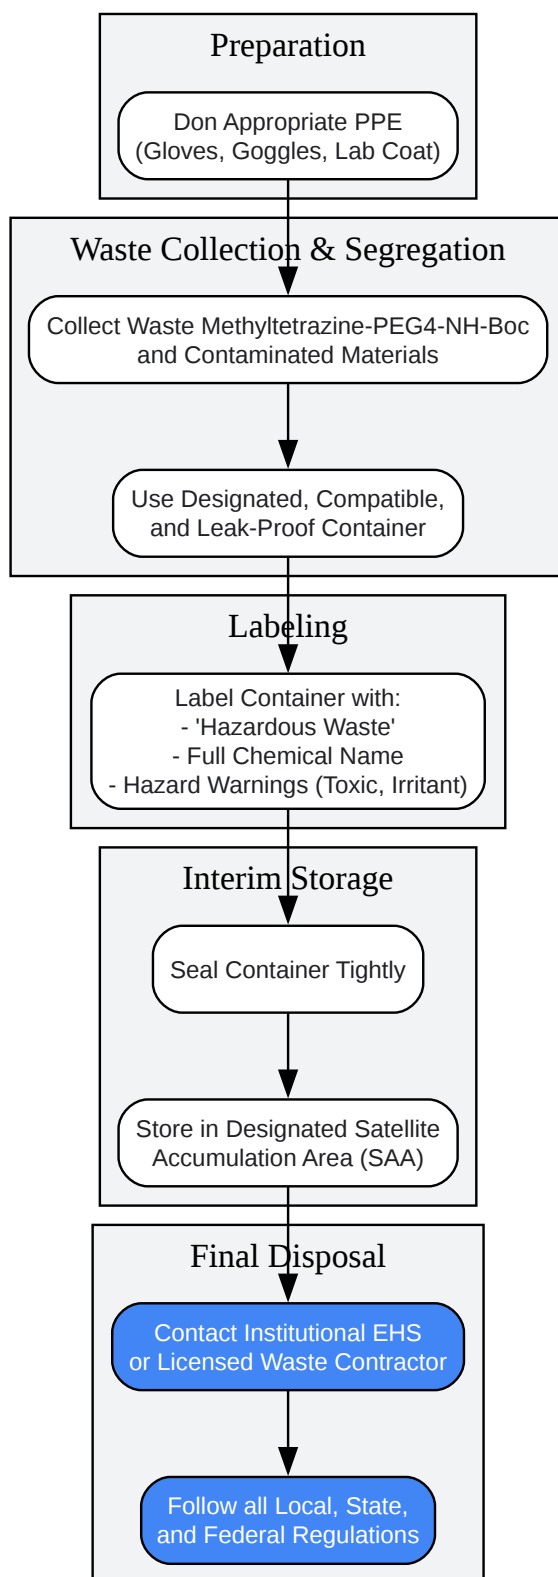 Preparation
Don Appropriate PPE
(Gloves, Goggles, Lab Coat)
Waste Collection & Segregation
Collect Waste Methyltetrazine-PEG4-NH-Boc
and Contaminated Materials
Use Designated, Compatible,
and Leak-Proof Container
Labeling
Label Container with:
- 'Hazardous Waste'
- Full Chemical Name
- Hazard Warnings (Toxic, Irritant)
Interim Storage
Seal Container Tightly
Store in Designated Satellite
Accumulation Area (SAA)
Final Disposal
Contact Institutional EHS
or Licensed Waste Contractor
Follow all Local, State,
and Federal Regulations